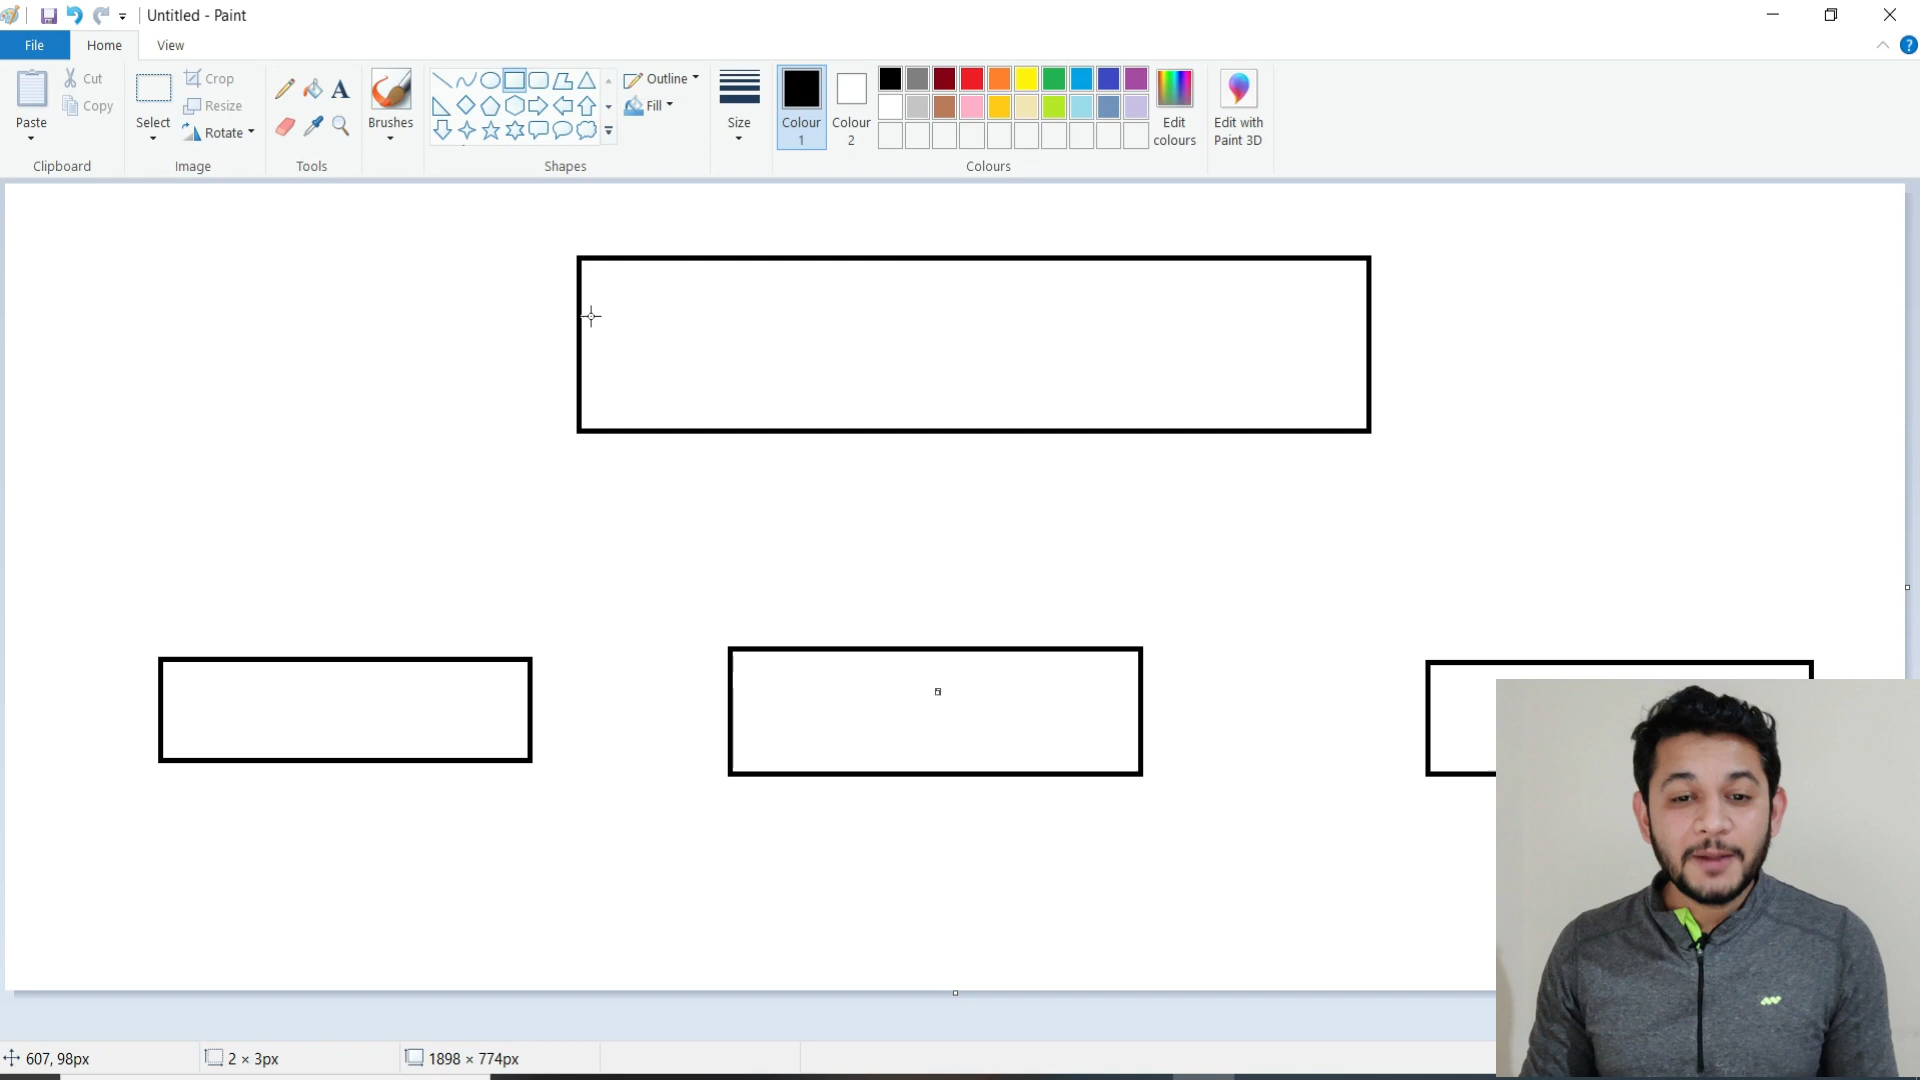 Untitled - Paint
File Home View
Paste
Cut
Copy
Clipboard
Select
Crop
Resize
Rotate
Image
A
Tools
Brushes
Outline
Fill
Shapes
Size
Colour 1
Colour 2
Edit colours
Colours
Edit with Paint 3D
?
607, 98px 2 × 3px 1898 × 774px